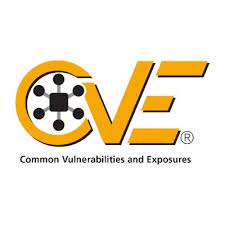 CVE®
Common Vulnerabilities and Exposures